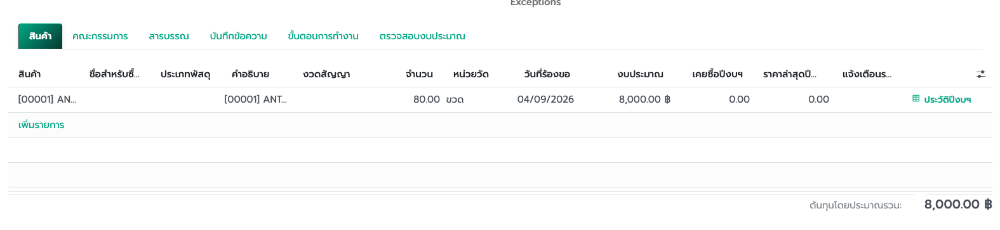 Exceptions
สินค้า คณะกรรมการ สารบรรณ บันทึกข้อความ ขั้นตอนการทำงาน ตรวจสอบงบประมาณ
สินค้า ชื่อสำหรับซื้... ประเภทพัสดุ คำอธิบาย งวดสัญญา จำนวน หน่วยวัด วันที่ร้องขอ งบประมาณ เคยซื้อปีงบฯ ราคาล่าสุดปี... แจ้งเตือนร...
[00001] AN... [00001] ANT... 80.00 ขวด 04/09/2026 8,000.00 ฿ 0.00 0.00 ประวัติปีงบฯ
เพิ่มรายการ
ต้นทุนโดยประมาณรวม: 8,000.00 ฿